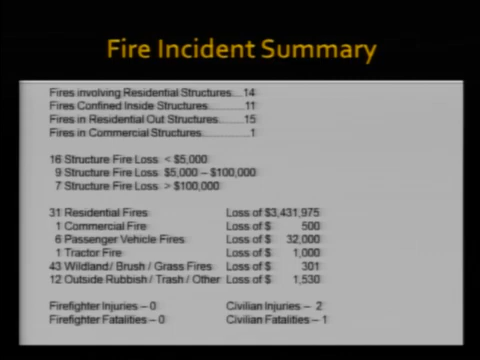 Fire Incident Summary
Fires involving Residential Structures...14
Fires Confined Inside Structures..............11
Fires in Residential Out Structures.........15
Fires in Commercial Structures................1
16 Structure Fire Loss < $5,000
9 Structure Fire Loss $5,000 – $100,000
7 Structure Fire Loss > $100,000
31 Residential Fires Loss of $3,431,975
1 Commercial Fire Loss of $ 500
6 Passenger Vehicle Fires Loss of $ 32,000
1 Tractor Fire Loss of $ 1,000
43 Wildland / Brush / Grass Fires Loss of $ 301
12 Outside Rubbish / Trash / Other Loss of $ 1,530
Firefighter Injuries – 0 Civilian Injuries – 2
Firefighter Fatalities – 0 Civilian Fatalities – 1